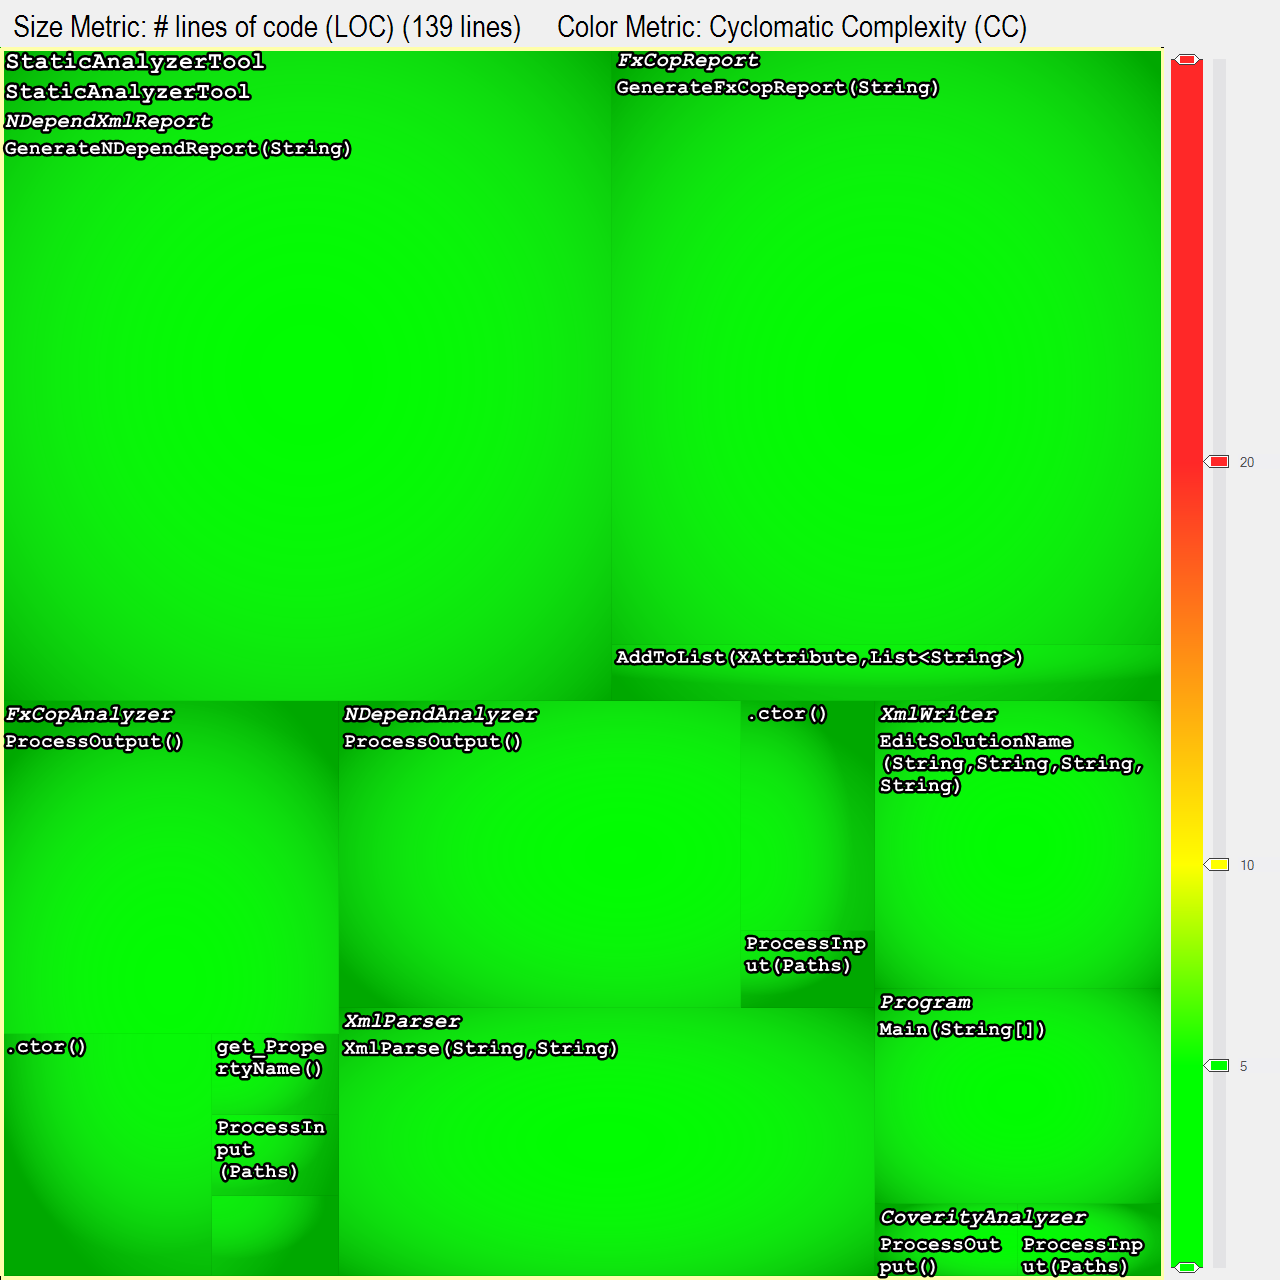 Size Metric: # lines of code (LOC) (139 lines) Color Metric: Cyclomatic Complexity (CC)
StaticAnalyzerTool
StaticAnalyzerTool
NDependXmlReport
GenerateNDependReport(String)
FxCopReport
GenerateFxCopReport(String)
AddToList(XAttribute,List<String>)
FxCopAnalyzer
ProcessOutput()
.ctor()
get_Prope
rtyName()
ProcessIn
put
(Paths)
NDependAnalyzer
ProcessOutput()
.ctor()
ProcessInp
ut(Paths)
XmlParser
XmlParse(String,String)
XmlWriter
EditSolutionName
(String,String,String,
String)
Program
Main(String[])
CoverityAnalyzer
ProcessOut
put()
ProcessInp
ut(Paths)
20
10
5